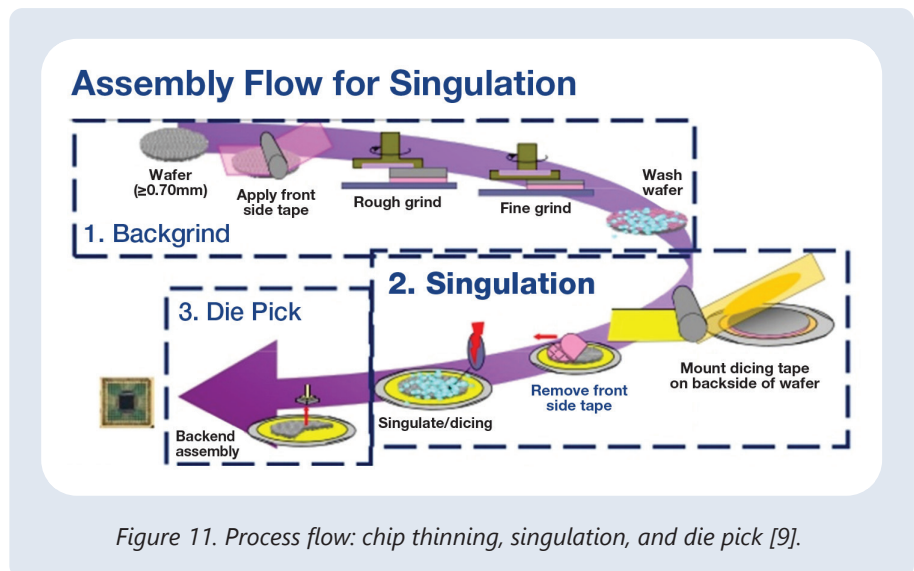 Assembly Flow for Singulation
Wafer
(≥0.70mm)
Apply front
side tape
Rough grind
Fine grind
Wash
wafer
1. Backgrind
2. Singulation
Mount dicing tape
on backside of wafer
Remove front
side tape
Singulate/dicing
3. Die Pick
Backend
assembly
Figure 11. Process flow: chip thinning, singulation, and die pick [9].